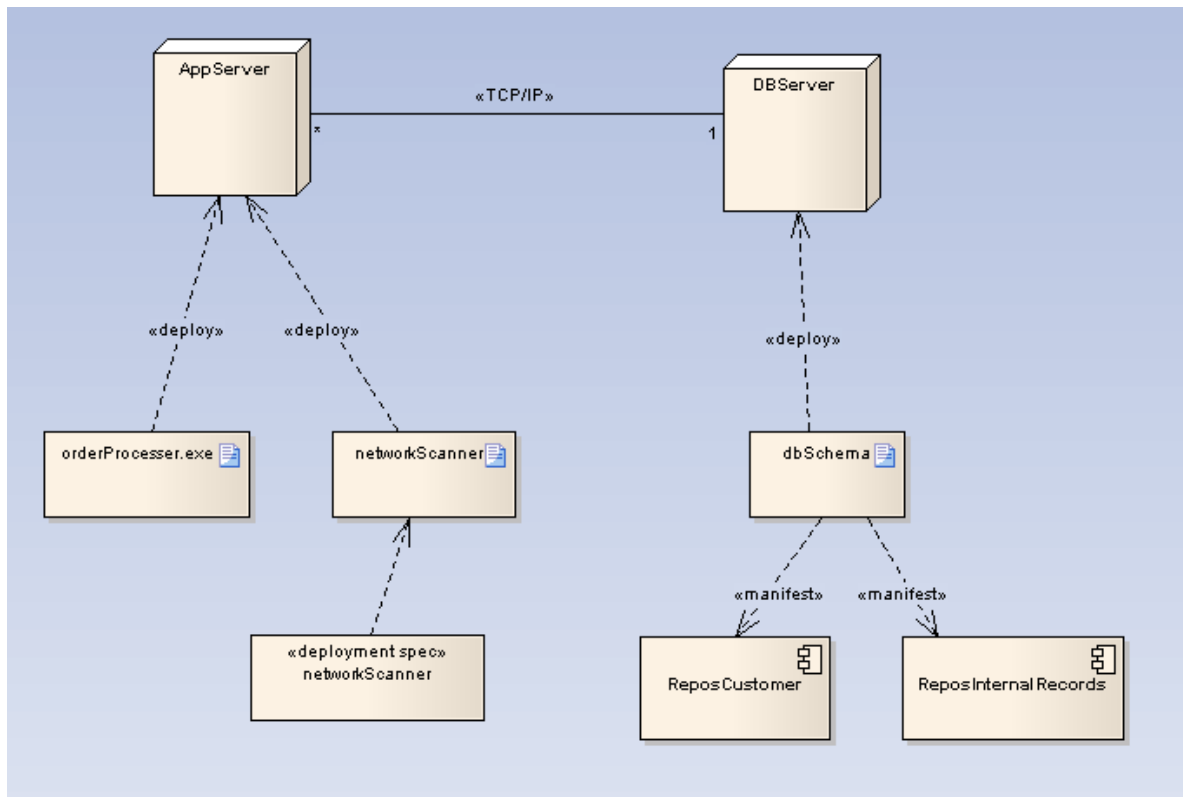 AppServer
DBServer
«TCP/IP»
*
1
«deploy»
«deploy»
«deploy»
orderProcesser.exe
networkScanner
dbSchema
«manifest»
«manifest»
«deployment spec»
networkScanner
ReposCustomer
ReposInternalRecords